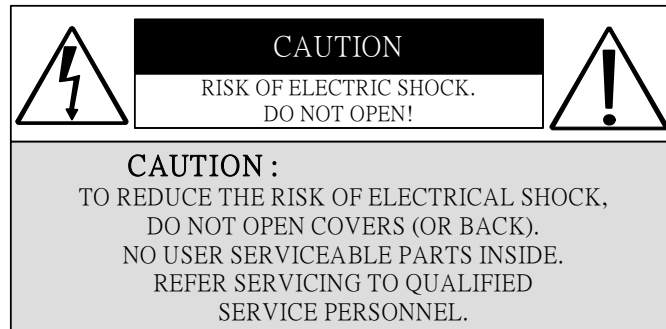 CAUTION
RISK OF ELECTRIC SHOCK.
DO NOT OPEN!
CAUTION :
TO REDUCE THE RISK OF ELECTRICAL SHOCK,
DO NOT OPEN COVERS (OR BACK).
NO USER SERVICEABLE PARTS INSIDE.
REFER SERVICING TO QUALIFIED
SERVICE PERSONNEL.